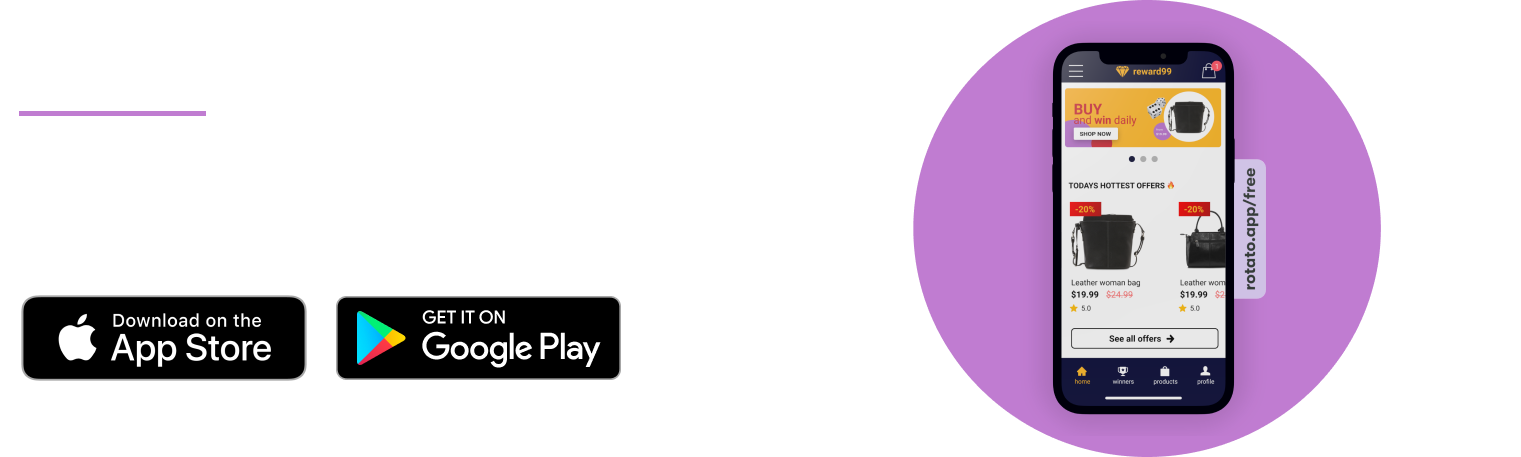 Download on the
App Store
GET IT ON
Google Play
reward99
1
BUY
and win daily
SHOP NOW
TODAYS HOTTEST OFFERS
-20%
-20%
Leather woman bag
Leather wom
$19.99 $24.99
$19.99 $2
5.0
5.0
See all offers
home
winners
products
profile
rotato.app/free